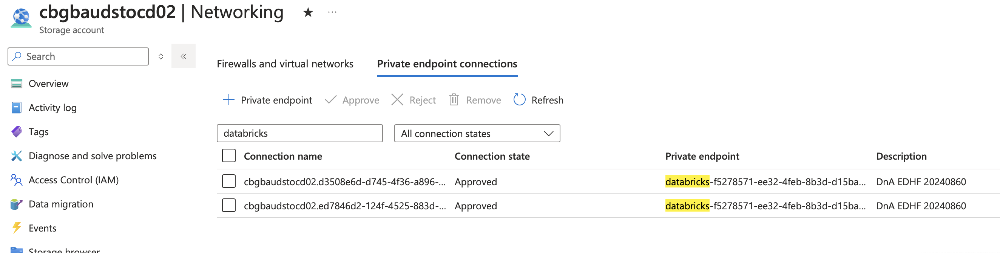 cbgbaudstocd02 | Networking ★ ...
Storage account
Search
«
Overview
Activity log
Tags
Diagnose and solve problems
Access Control (IAM)
Data migration
Events
Storage browser
Firewalls and virtual networks Private endpoint connections
Private endpoint Approve Reject Remove Refresh
databricks All connection states
Connection name Connection state Private endpoint Description
cbgbaudstocd02.d3508e6d-d745-4f36-a896-... Approved databricks-f5278571-ee32-4feb-8b3d-d15ba... DnA EDHF 20240860
cbgbaudstocd02.ed7846d2-124f-4525-883d-... Approved databricks-f5278571-ee32-4feb-8b3d-d15ba... DnA EDHF 20240860